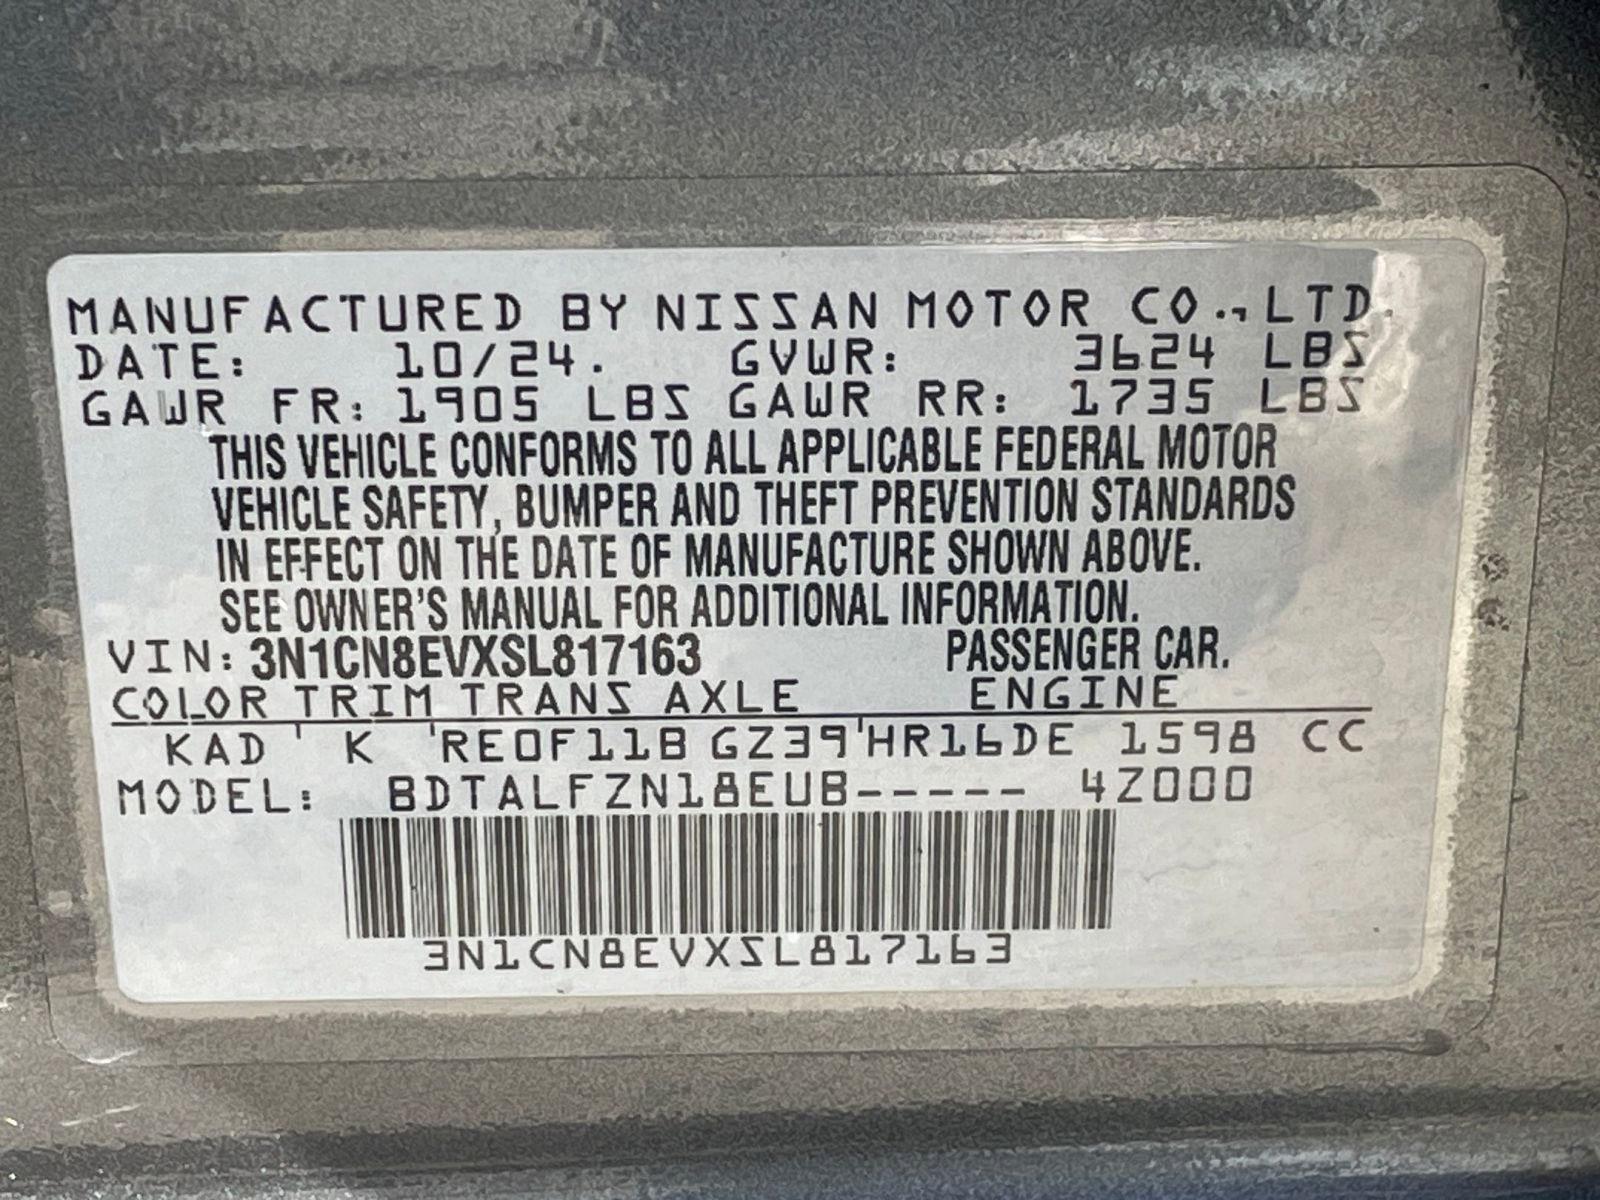 MANUFACTURED BY NISSAN MOTOR CO.,LTD.
DATE: 10/24. GVWR: 3624 LBS
GAWR FR: 1905 LBS GAWR RR: 1735 LBS
THIS VEHICLE CONFORMS TO ALL APPLICABLE FEDERAL MOTOR
VEHICLE SAFETY, BUMPER AND THEFT PREVENTION STANDARDS
IN EFFECT ON THE DATE OF MANUFACTURE SHOWN ABOVE.
SEE OWNER'S MANUAL FOR ADDITIONAL INFORMATION.
VIN: 3N1CN8EVXSL817163 PASSENGER CAR.
COLOR TRIM TRANS AXLE ENGINE
KAD ' K 'RE0F11B GZ39'HR16DE 1598 CC
MODEL: BDTALFZN18EUB----- 4Z000
3N1CN8EVXSL817163